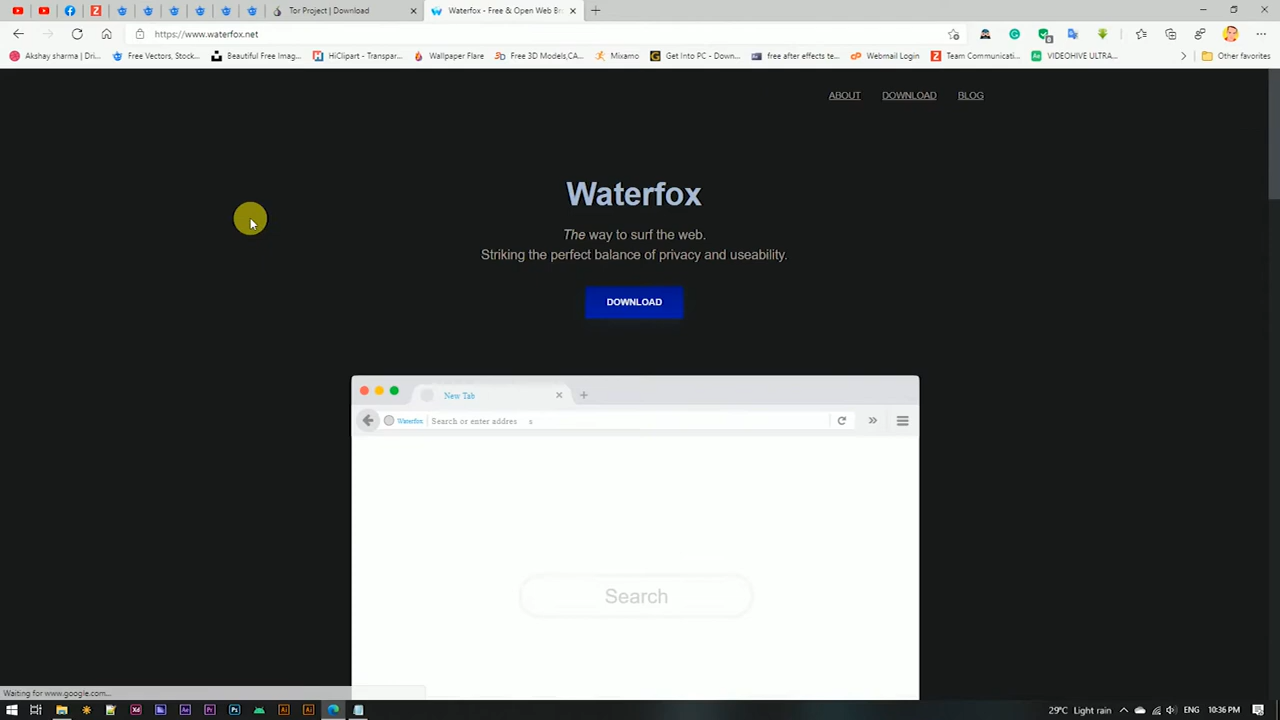 Tor Project | Download
Waterfox - Free & Open Web Br
https://www.waterfox.net
Akshay sharma | Dri...
Free Vectors, Stock...
Beautiful Free Imag...
HiClipart - Transpar...
Wallpaper Flare
Free 3D Models,CA...
Mixamo
Get Into PC - Down...
free after effects te...
Webmail Login
Team Communicati...
VIDEOHIVE ULTRA...
Other favorites
ABOUT
DOWNLOAD
BLOG
Waterfox
The way to surf the web.
Striking the perfect balance of privacy and useability.
DOWNLOAD
New Tab
Waterfox
Search or enter addres s
Search
Waiting for www.google.com...
29°C Light rain
ENG
10:36 PM